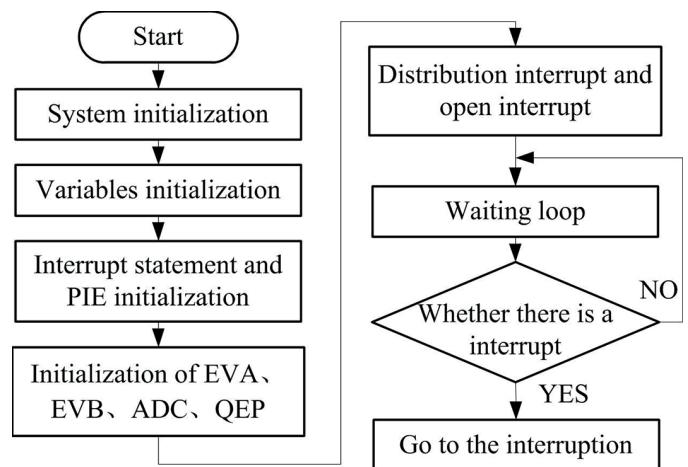 Start
System initialization
Variables initialization
Interrupt statement and
PIE initialization
Initialization of EVA、
EVB、ADC、QEP
Distribution interrupt and
open interrupt
Waiting loop
NO
Whether there is a
interrupt
YES
Go to the interruption